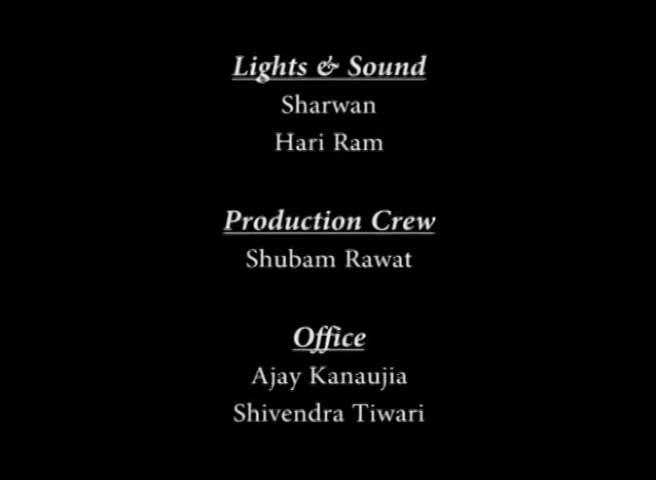 Lights & Sound
Sharwan
Hari Ram
Production Crew
Shubam Rawat
Office
Ajay Kanaujia
Shivendra Tiwari